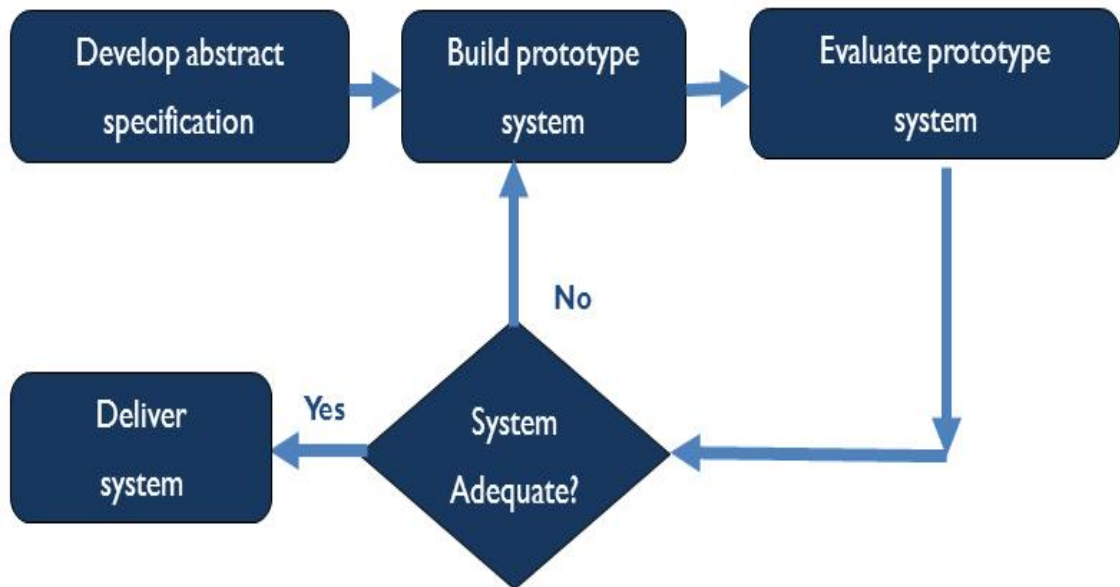 Develop abstract
specification
Build prototype
system
Evaluate prototype
system
No
Yes
Deliver
system
System
Adequate?